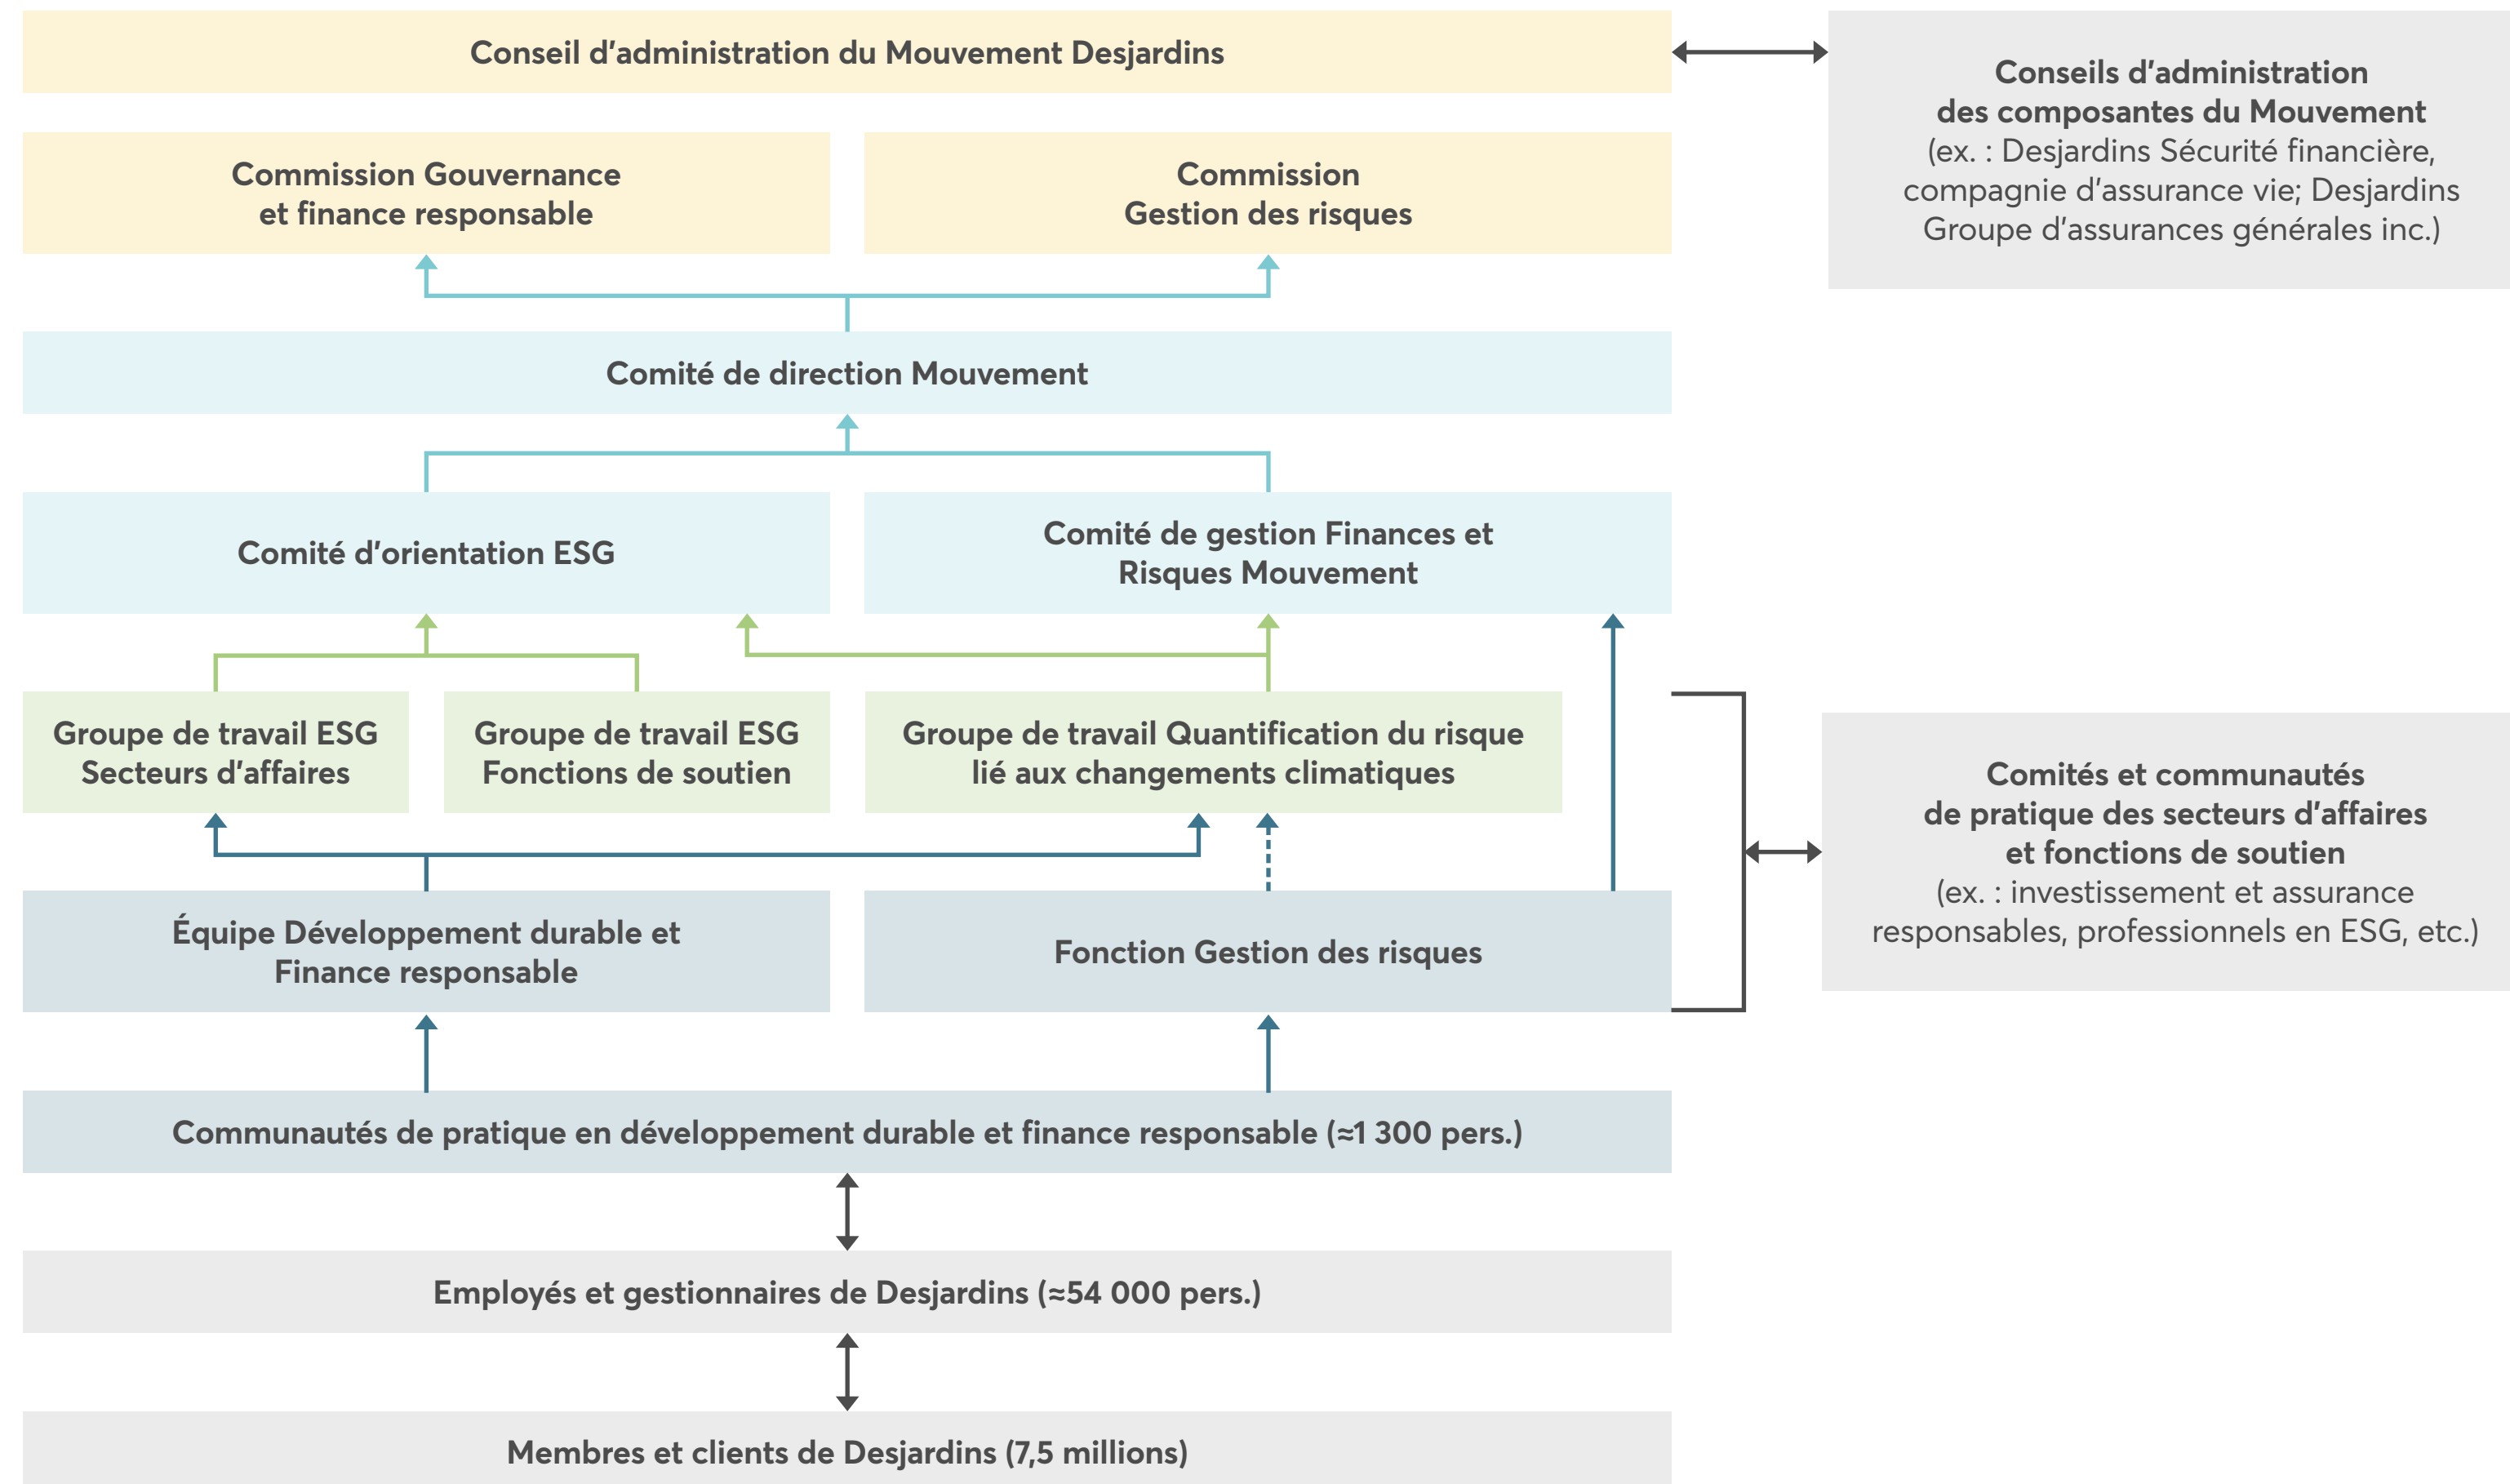 Conseil d'administration du Mouvement Desjardins
Conseils d'administration
des composantes du Mouvement
(ex. : Desjardins Sécurité financière,
compagnie d'assurance vie; Desjardins
Groupe d'assurances générales inc.)
Commission Gouvernance
et finance responsable
Commission
Gestion des risques
Comité de direction Mouvement
Comité d'orientation ESG
Comité de gestion Finances et
Risques Mouvement
Groupe de travail ESG
Secteurs d'affaires
Groupe de travail ESG
Fonctions de soutien
Groupe de travail Quantification du risque
lié aux changements climatiques
Comités et communautés
de pratique des secteurs d'affaires
et fonctions de soutien
(ex. : investissement et assurance
responsables, professionnels en ESG, etc.)
Équipe Développement durable et
Finance responsable
Fonction Gestion des risques
Communautés de pratique en développement durable et finance responsable (≈1 300 pers.)
Employés et gestionnaires de Desjardins (≈54 000 pers.)
Membres et clients de Desjardins (7,5 millions)